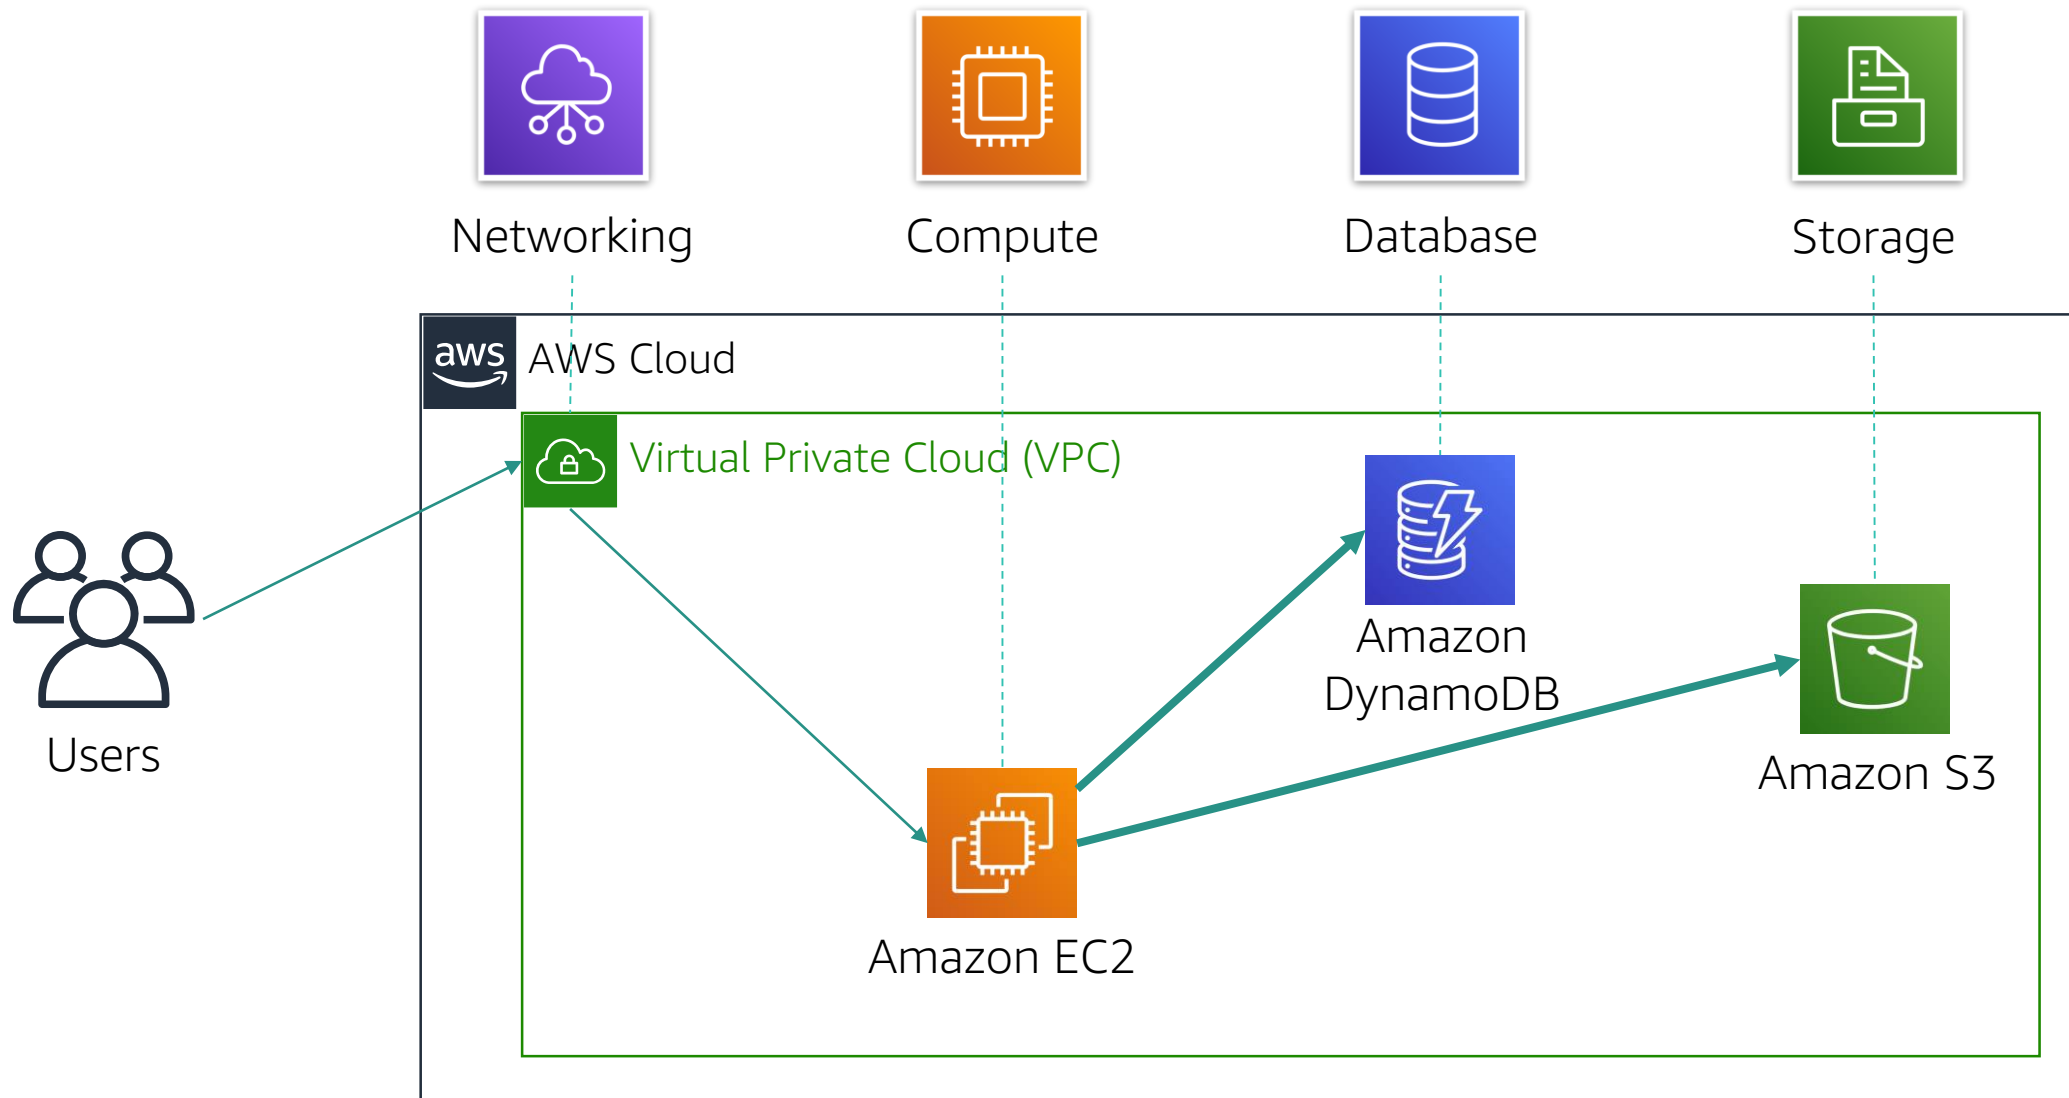 Networking
Compute
Database
Storage
aws
AWS Cloud
Virtual Private Cloud (VPC)
Amazon
DynamoDB
Amazon S3
Users
Amazon EC2